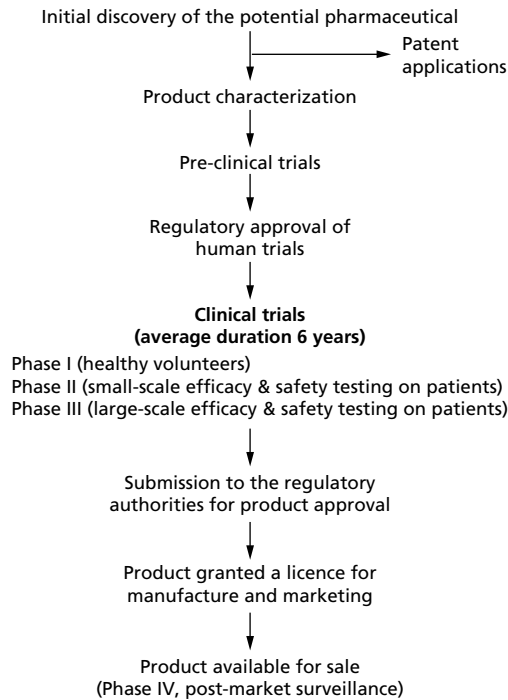 Initial discovery of the potential pharmaceutical
Patent
applications
Product characterization
Pre-clinical trials
Regulatory approval of
human trials
Clinical trials
(average duration 6 years)
Phase I (healthy volunteers)
Phase II (small-scale efficacy & safety testing on patients)
Phase III (large-scale efficacy & safety testing on patients)
Submission to the regulatory
authorities for product approval
Product granted a licence for
manufacture and marketing
Product available for sale
(Phase IV, post-market surveillance)